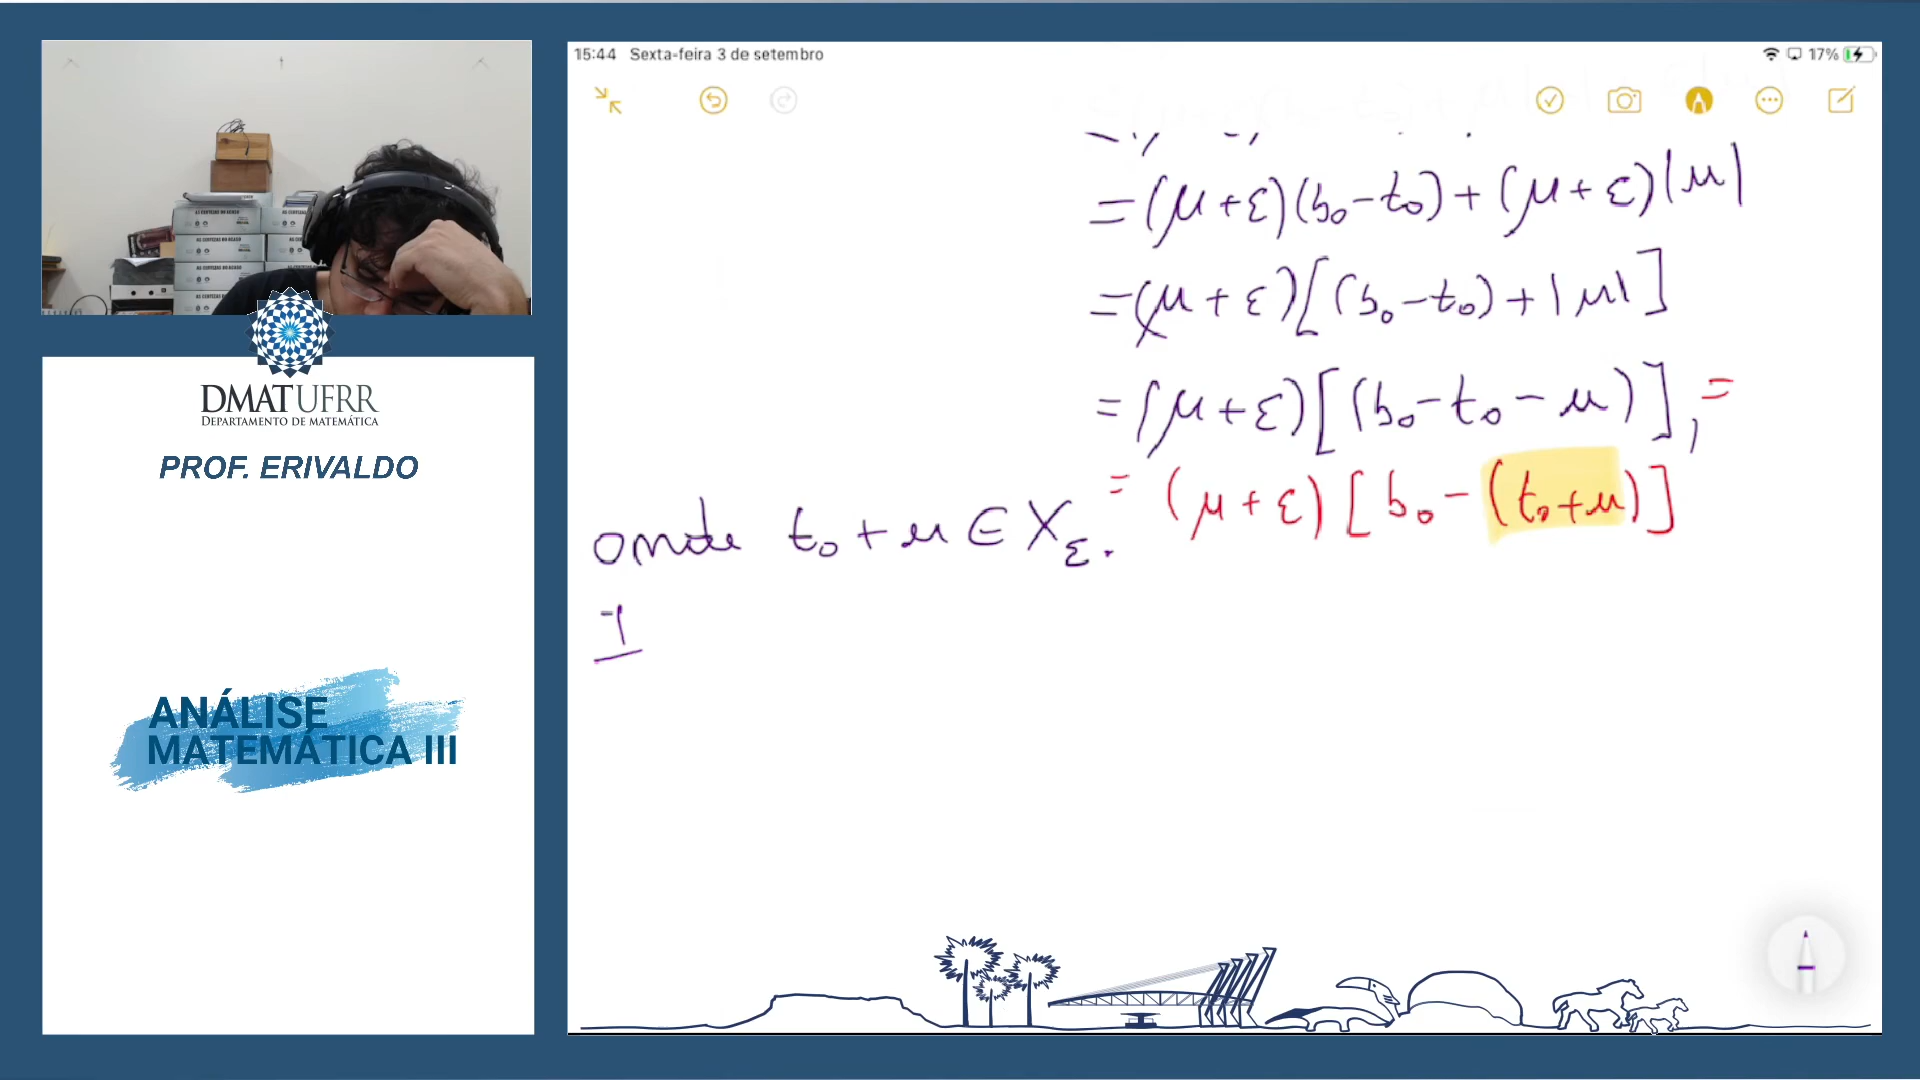 15:44 Sexta-feira 3 de setembro 17%
=(μ+ε)(b₀-t₀)+(μ+ε)|u|
=(μ+ε)[(b₀-t₀)+|u|]
=(μ+ε)[(b₀-t₀-u)], =
= (μ+ε)[b₀-(t₀+u)]
onde t₀+u∈X_ε.
DMATUFRR
DEPARTAMENTO DE MATEMÁTICA
PROF. ERIVALDO
ANÁLISE
MATEMÁTICA III